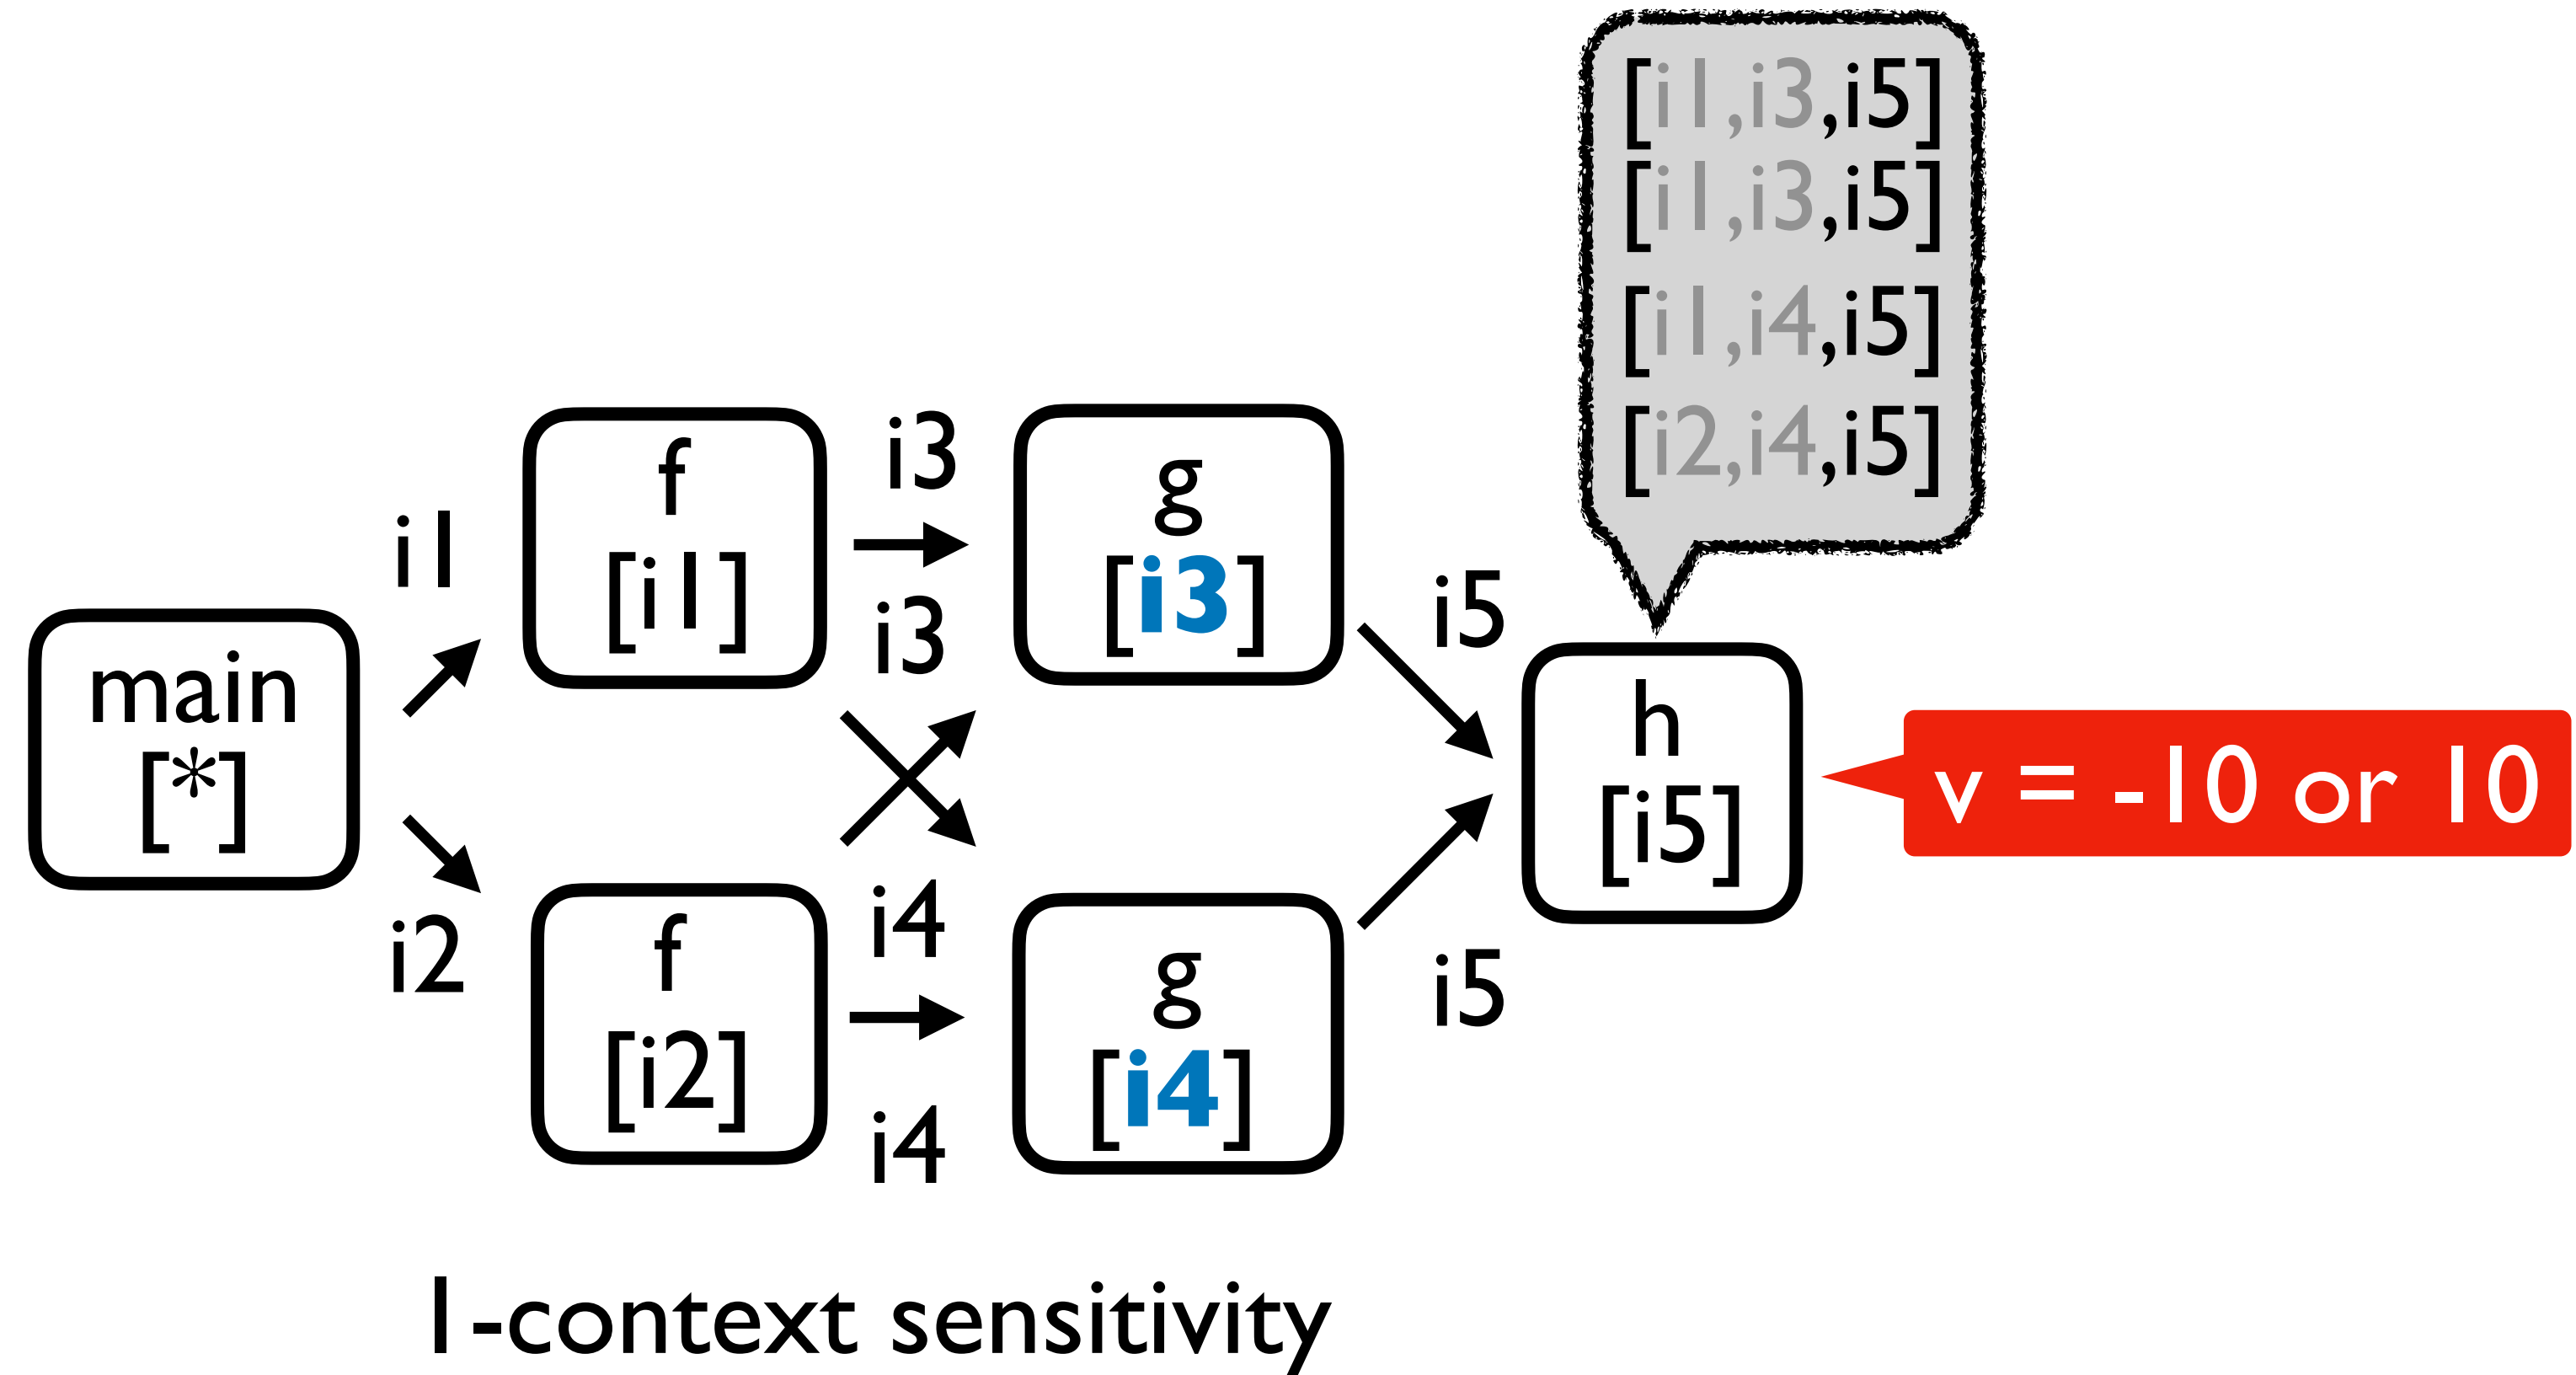 [i1,i3,i5]
[i1,i3,i5]
[i1,i4,i5]
[i2,i4,i5]
main
[*]
i1
i2
f
[i1]
f
[i2]
i3
i3
i4
i4
g
[i3]
g
[i4]
i5
i5
h
[i5]
v = -10 or 10
1-context sensitivity